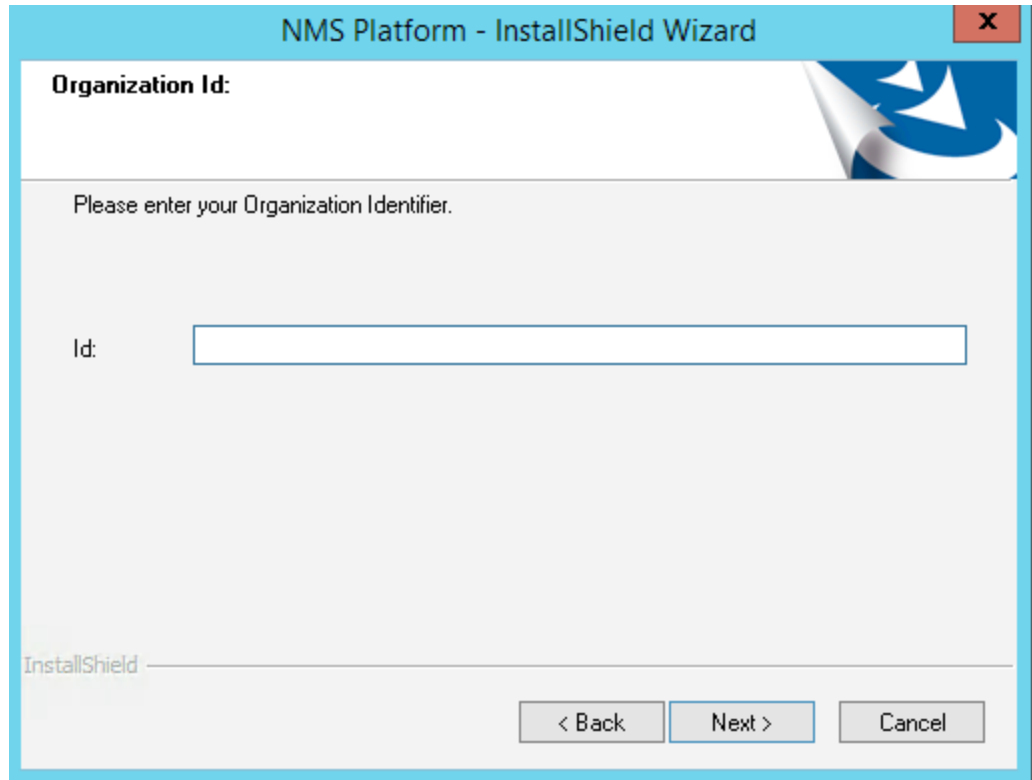 NMS Platform - InstallShield Wizard
x
Organization Id:
Please enter your Organization Identifier.
Id:
InstallShield
< Back Next > Cancel